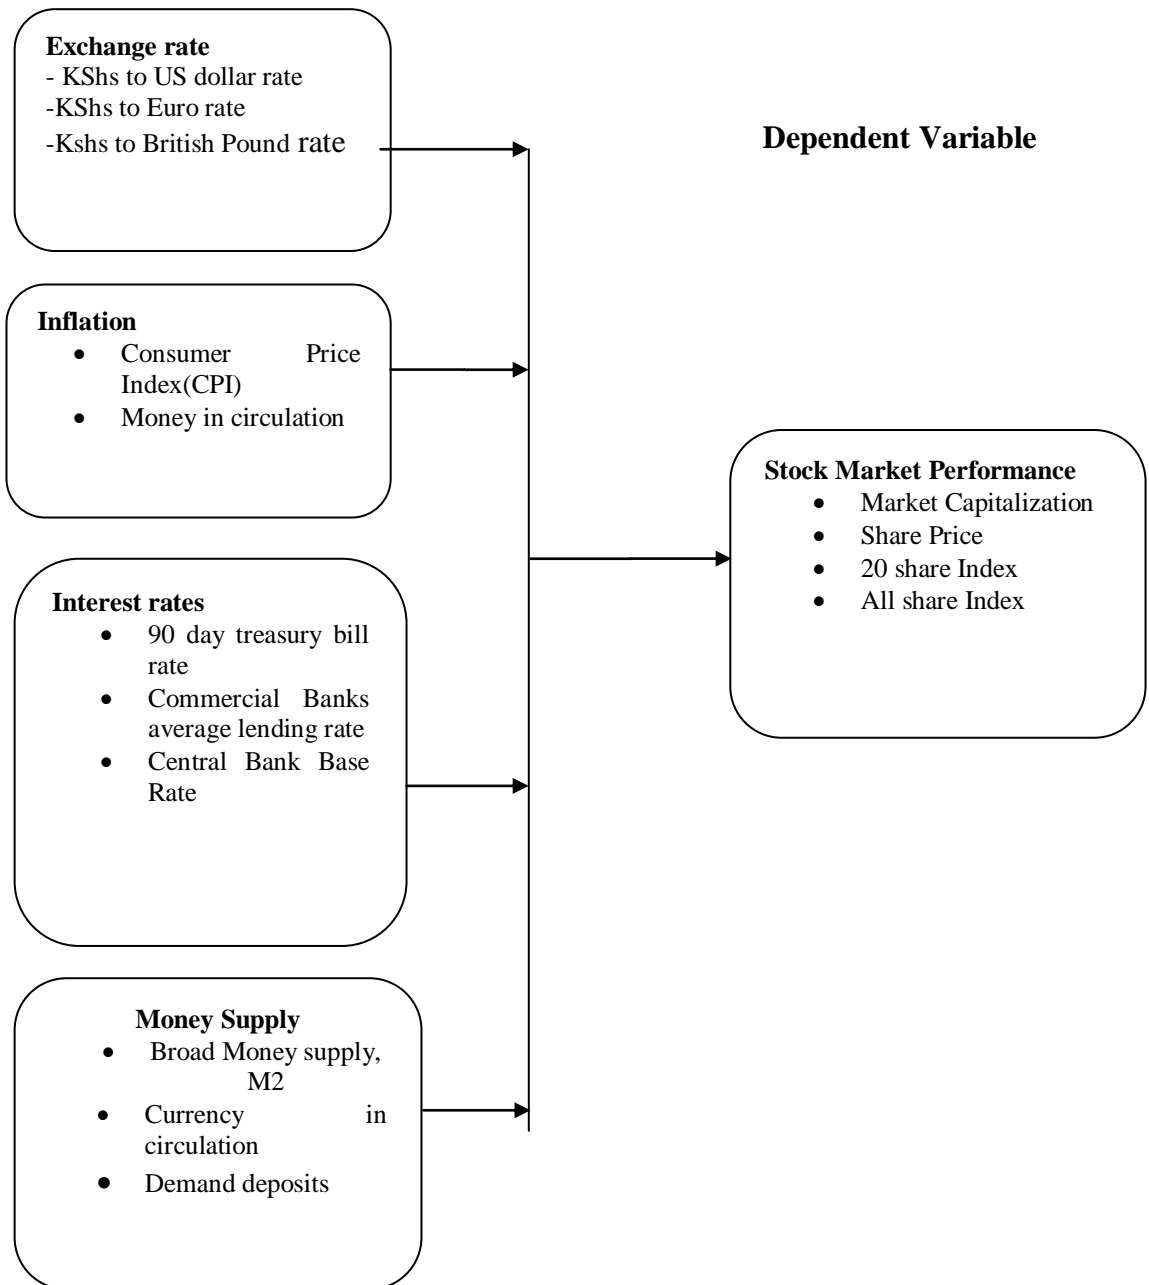 Exchange rate
- KShs to US dollar rate
-KShs to Euro rate
-Kshs to British Pound rate
Dependent Variable
Inflation
• Consumer Price
Index(CPI)
• Money in circulation
Stock Market Performance
• Market Capitalization
• Share Price
• 20 share Index
• All share Index
Interest rates
• 90 day treasury bill
rate
• Commercial Banks
average lending rate
• Central Bank Base
Rate
Money Supply
• Broad Money supply,
M2
• Currency in
circulation
• Demand deposits